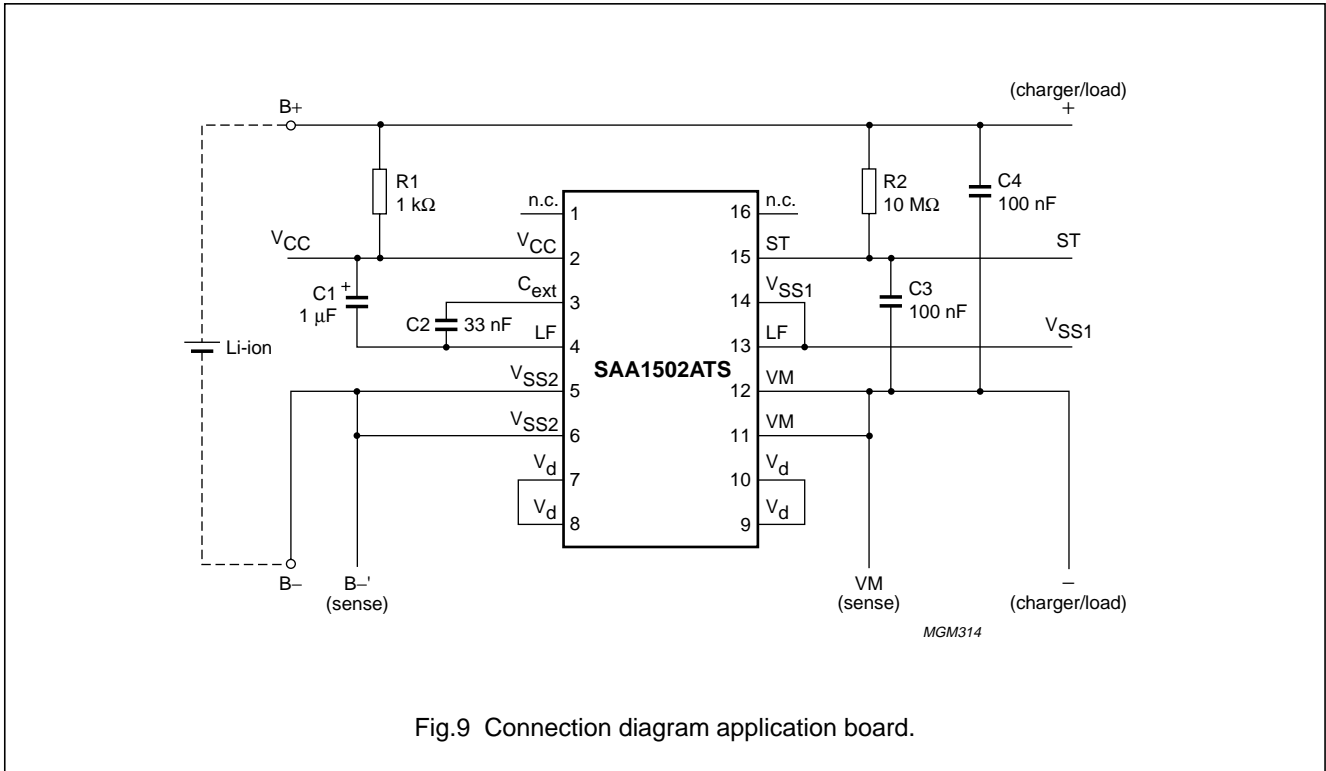 (charger/load)
B+
+
R1
1 kΩ
R2
10 MΩ
C4
100 nF
n.c.
1
16
n.c.
VCC
VCC
2
15
ST
ST
C1
+
1 μF
Cext
3
14
VSS1
C3
100 nF
C2
33 nF
LF
4
13
LF
VSS1
Li-ion
SAA1502ATS
VSS2
5
12
VM
VSS2
6
11
VM
Vd
7
10
Vd
Vd
8
9
Vd
B–
B–'
(sense)
VM
(sense)
–
(charger/load)
MGM314
Fig.9 Connection diagram application board.